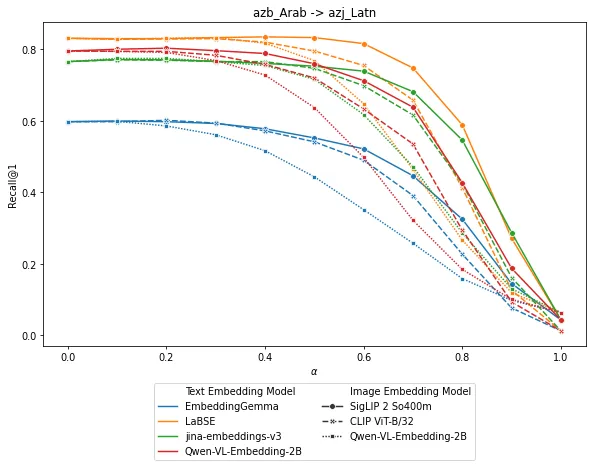 azb_Arab -> azj_Latn
Recall@1
0.8
0.6
0.4
0.2
0.0
0.0 0.2 0.4 0.6 0.8 1.0
α
Text Embedding Model
EmbeddingGemma
LaBSE
jina-embeddings-v3
Qwen-VL-Embedding-2B
Image Embedding Model
SigLIP 2 So400m
CLIP ViT-B/32
Qwen-VL-Embedding-2B